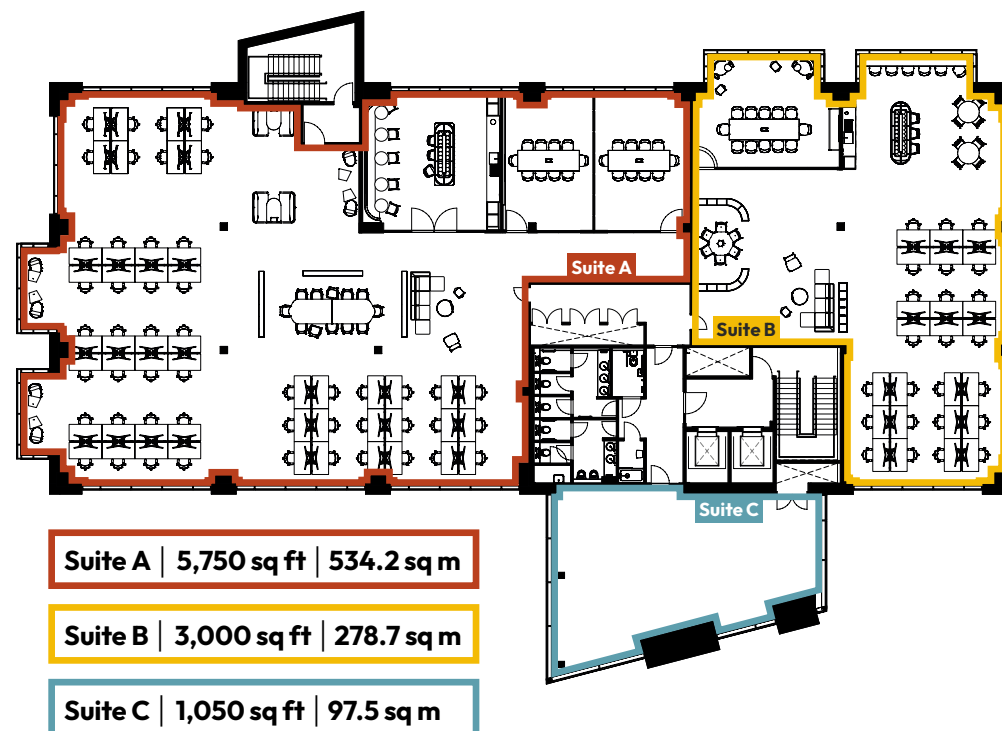 Suite A
Suite B
Suite C
Suite A | 5,750 sq ft | 534.2 sq m
Suite B | 3,000 sq ft | 278.7 sq m
Suite C | 1,050 sq ft | 97.5 sq m